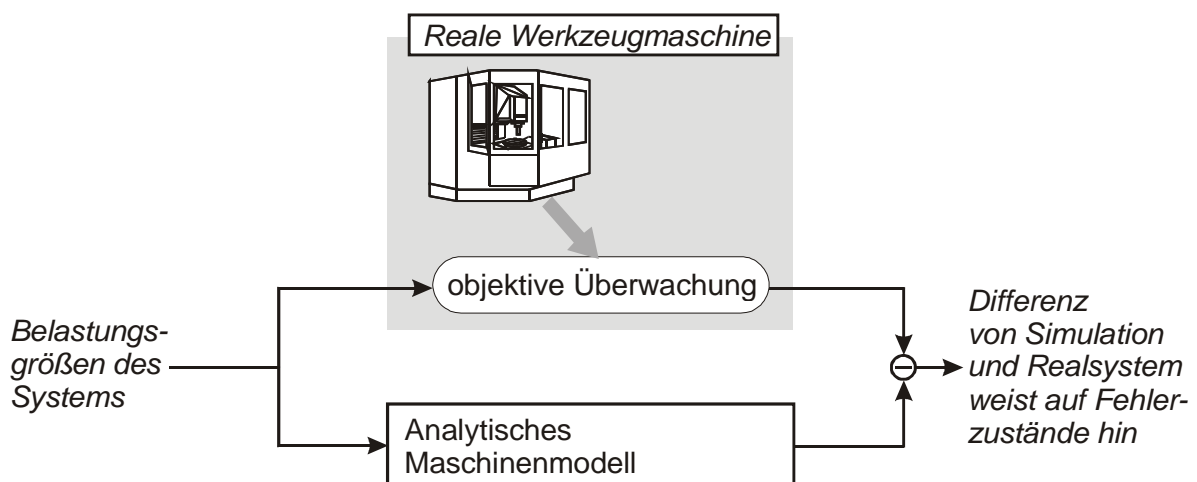 Reale Werkzeugmaschine
objektive Überwachung
Belastungs-
größen des
Systems
Differenz
von Simulation
und Realsystem
weist auf Fehler-
zustände hin
Analytisches
Maschinenmodell